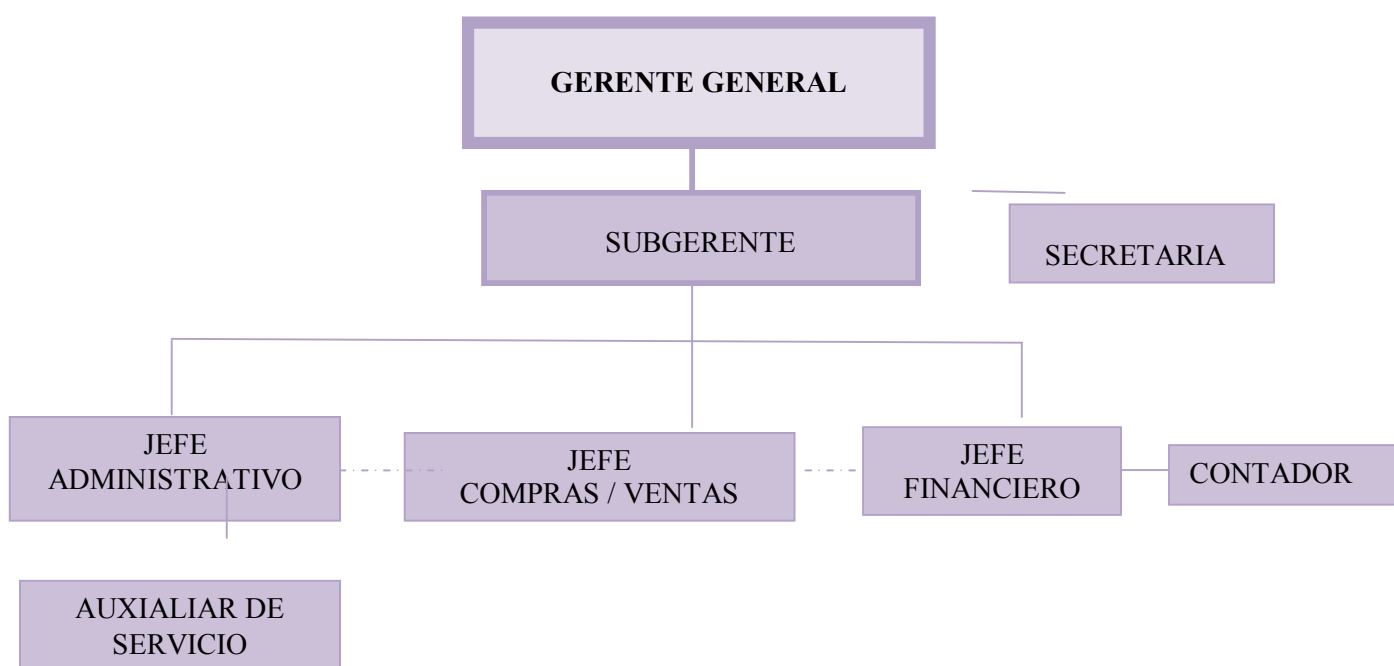 GERENTE GENERAL
SUBGERENTE
SECRETARIA
JEFE
ADMINISTRATIVO
JEFE
COMPRAS / VENTAS
JEFE
FINANCIERO
CONTADOR
AUXIALIAR DE
SERVICIO